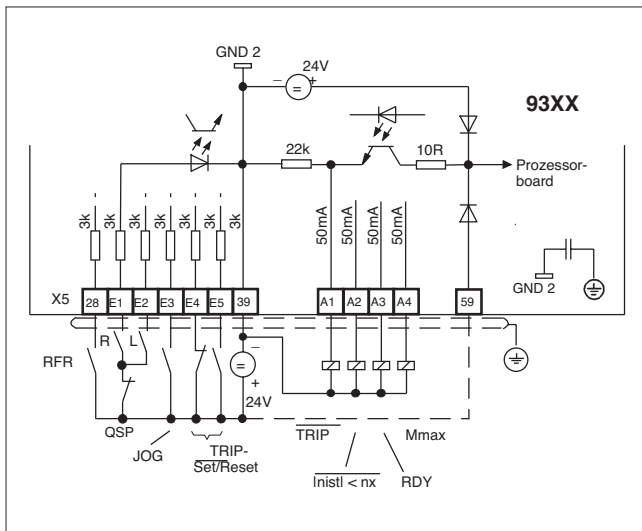 GND 2
24V
− +
=
93XX
22k
10R
Prozessor-
board
3k 3k 3k 3k 3k 3k
50mA 50mA 50mA 50mA
GND 2
X5 28 E1 E2 E3 E4 E5 39 A1 A2 A3 A4 59
R L
−
=
+
RFR
24V
QSP
JOG
TRIP-
Set/Reset
TRIP
Mmax
|nistl < nx
RDY